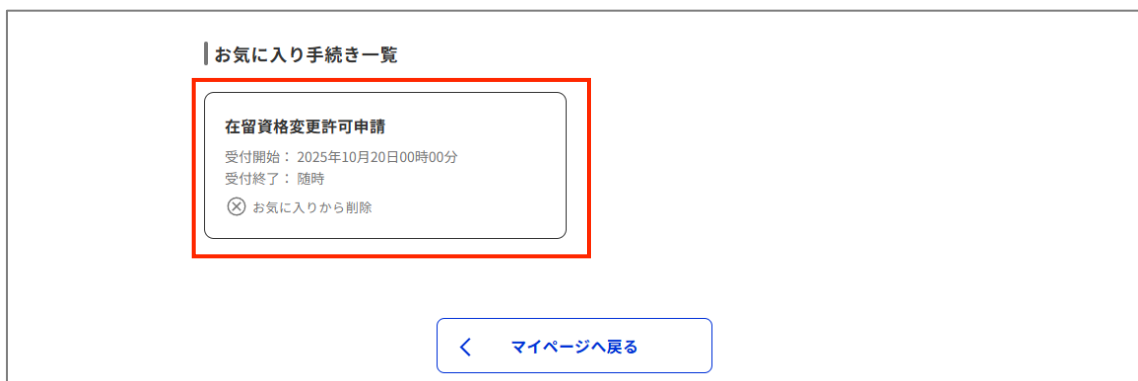 お気に入り手続き一覧
在留資格変更許可申請
受付開始： 2025年10月20日00時00分
受付終了： 随時
お気に入りから削除
マイページへ戻る